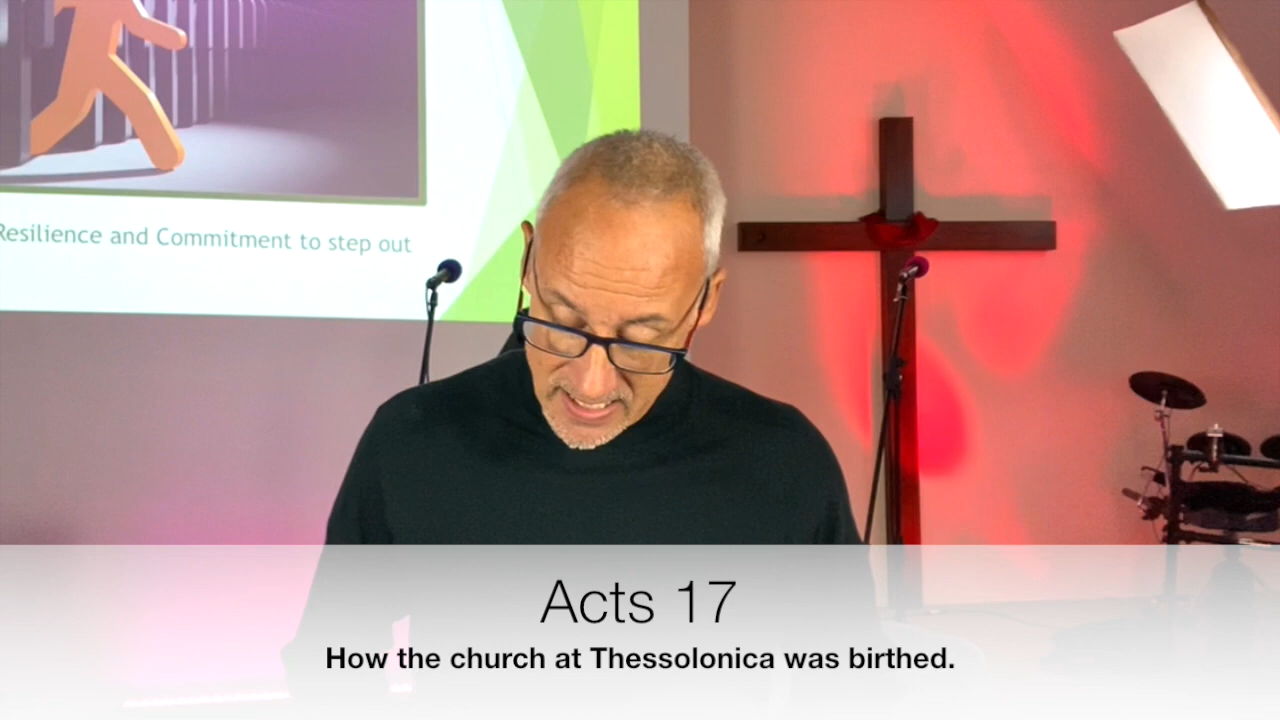 Resilience and Commitment to step out
Acts 17
How the church at Thessolonica was birthed.